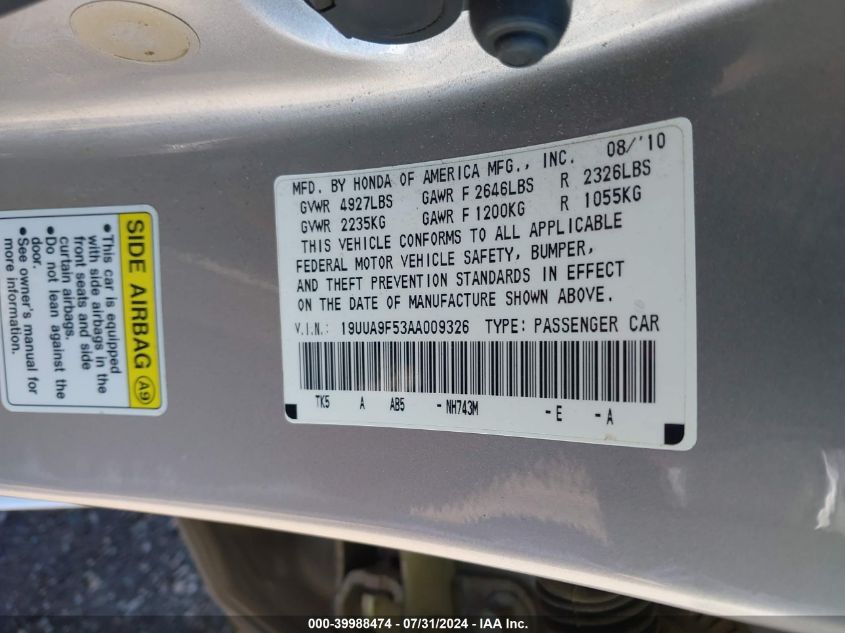 SIDE AIRBAG A9
• This car is equipped
with side airbags in the
front seats and side
curtain airbags.
• Do not lean against the
door.
• See owner's manual for
more information.
MFD. BY HONDA OF AMERICA MFG., INC. 08/'10
GVWR 4927LBS GAWR F 2646LBS R 2326LBS
GVWR 2235KG GAWR F 1200KG R 1055KG
THIS VEHICLE CONFORMS TO ALL APPLICABLE
FEDERAL MOTOR VEHICLE SAFETY, BUMPER,
AND THEFT PREVENTION STANDARDS IN EFFECT
ON THE DATE OF MANUFACTURE SHOWN ABOVE.
V.I.N.: 19UUA9F53AA009326 TYPE: PASSENGER CAR
TK5 A AB5 - NH743M - E - A
000-39988474 / 07/31/2024 - IAA Inc.